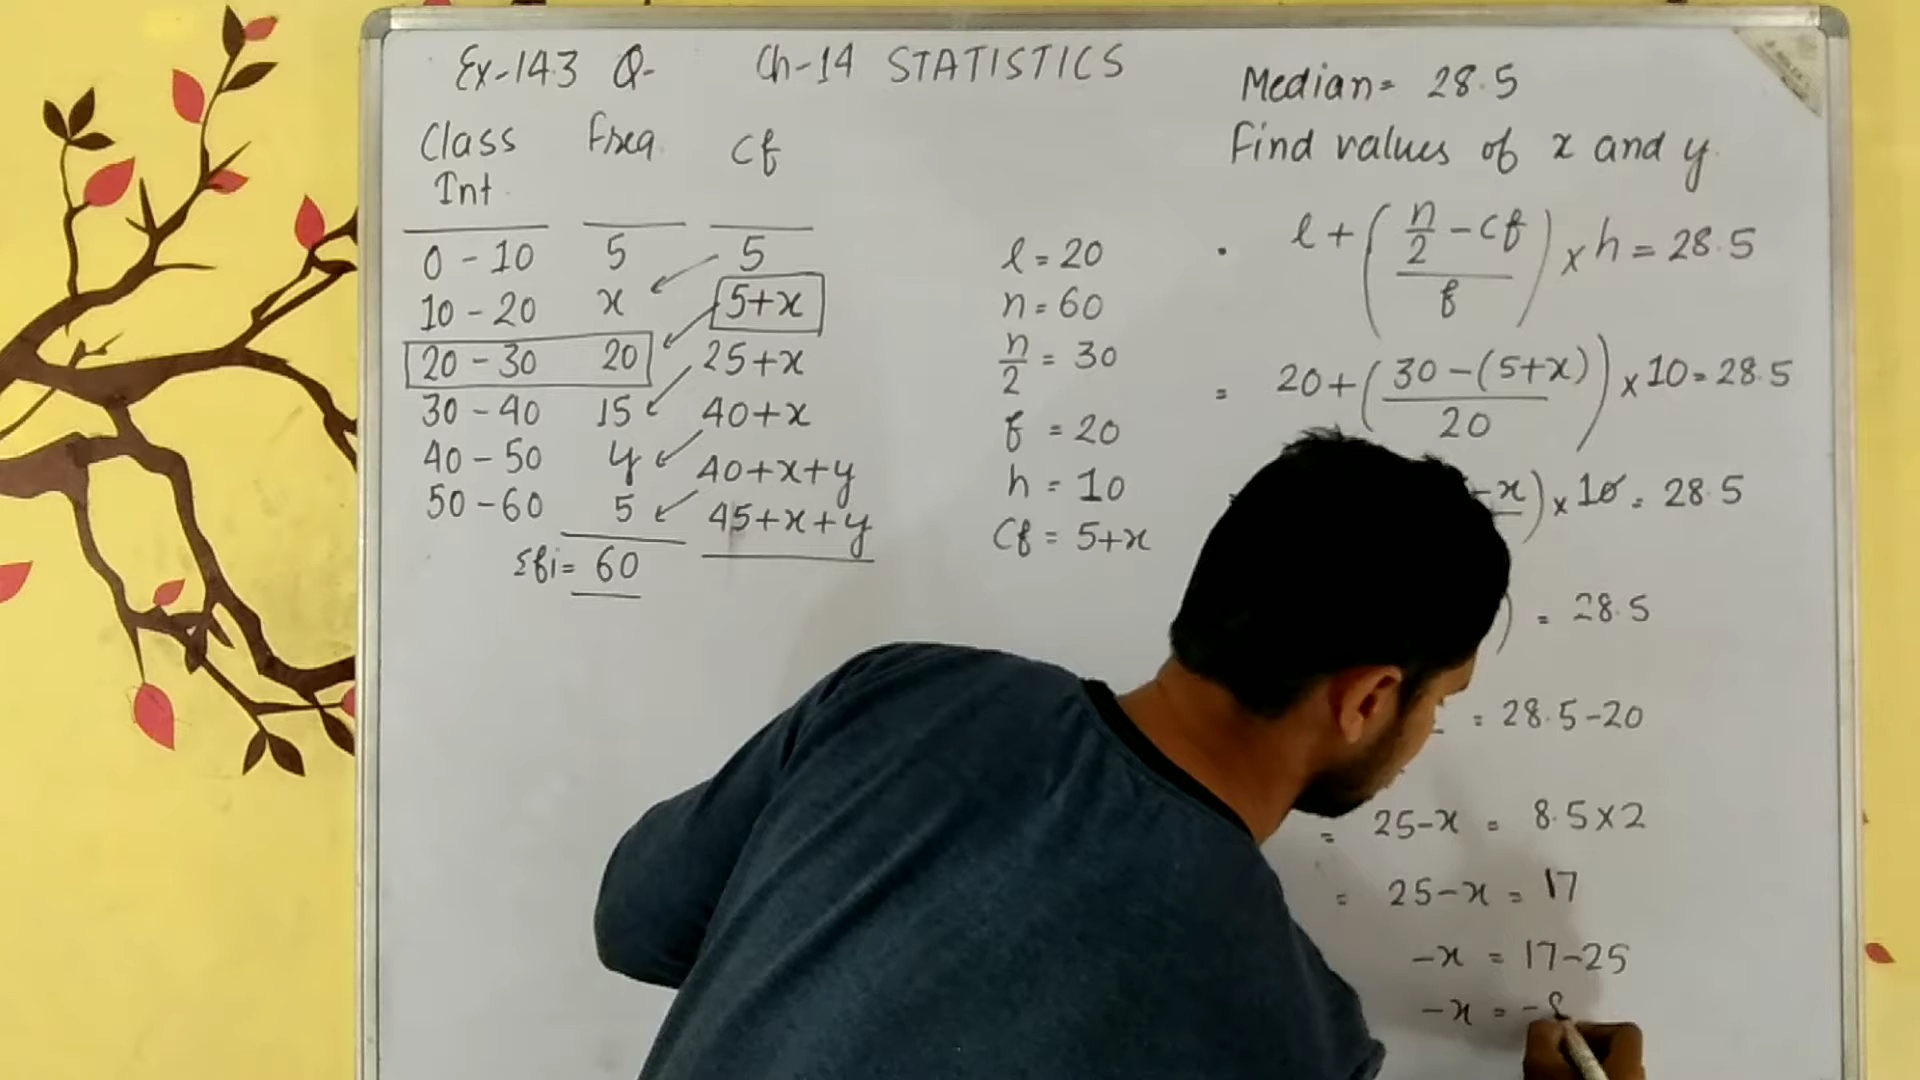 Ex-14.3 Q- Ch-14 STATISTICS
Class Int. Freq. Cf
0 - 10 5 5
10 - 20 x 5+x
20 - 30 20 25+x
30 - 40 15 40+x
40 - 50 y 40+x+y
50 - 60 5 45+x+y
Σfi = 60
l = 20
n = 60
n/2 = 30
f = 20
h = 10
Cf = 5+x
Median = 28.5
Find values of x and y.
l + ((n/2 - cf)/f) × h = 28.5
= 20 + ((30 - (5+x))/20) × 10 = 28.5
-x) × 10 = 28.5
) = 28.5
= 28.5-20
= 25-x = 8.5×2
= 25-x = 17
-x = 17-25
-x = -8